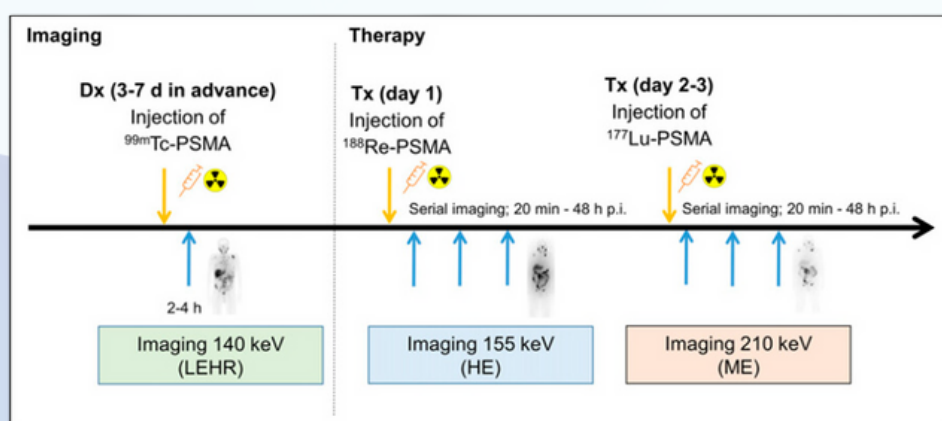 Imaging
Therapy
Dx (3-7 d in advance)
Injection of
⁹⁹ᵐTc-PSMA
Tx (day 1)
Injection of
¹⁸⁸Re-PSMA
Tx (day 2-3)
Injection of
¹⁷⁷Lu-PSMA
Serial imaging; 20 min - 48 h p.i.
Serial imaging; 20 min - 48 h p.i.
2-4 h
Imaging 140 keV
(LEHR)
Imaging 155 keV
(HE)
Imaging 210 keV
(ME)